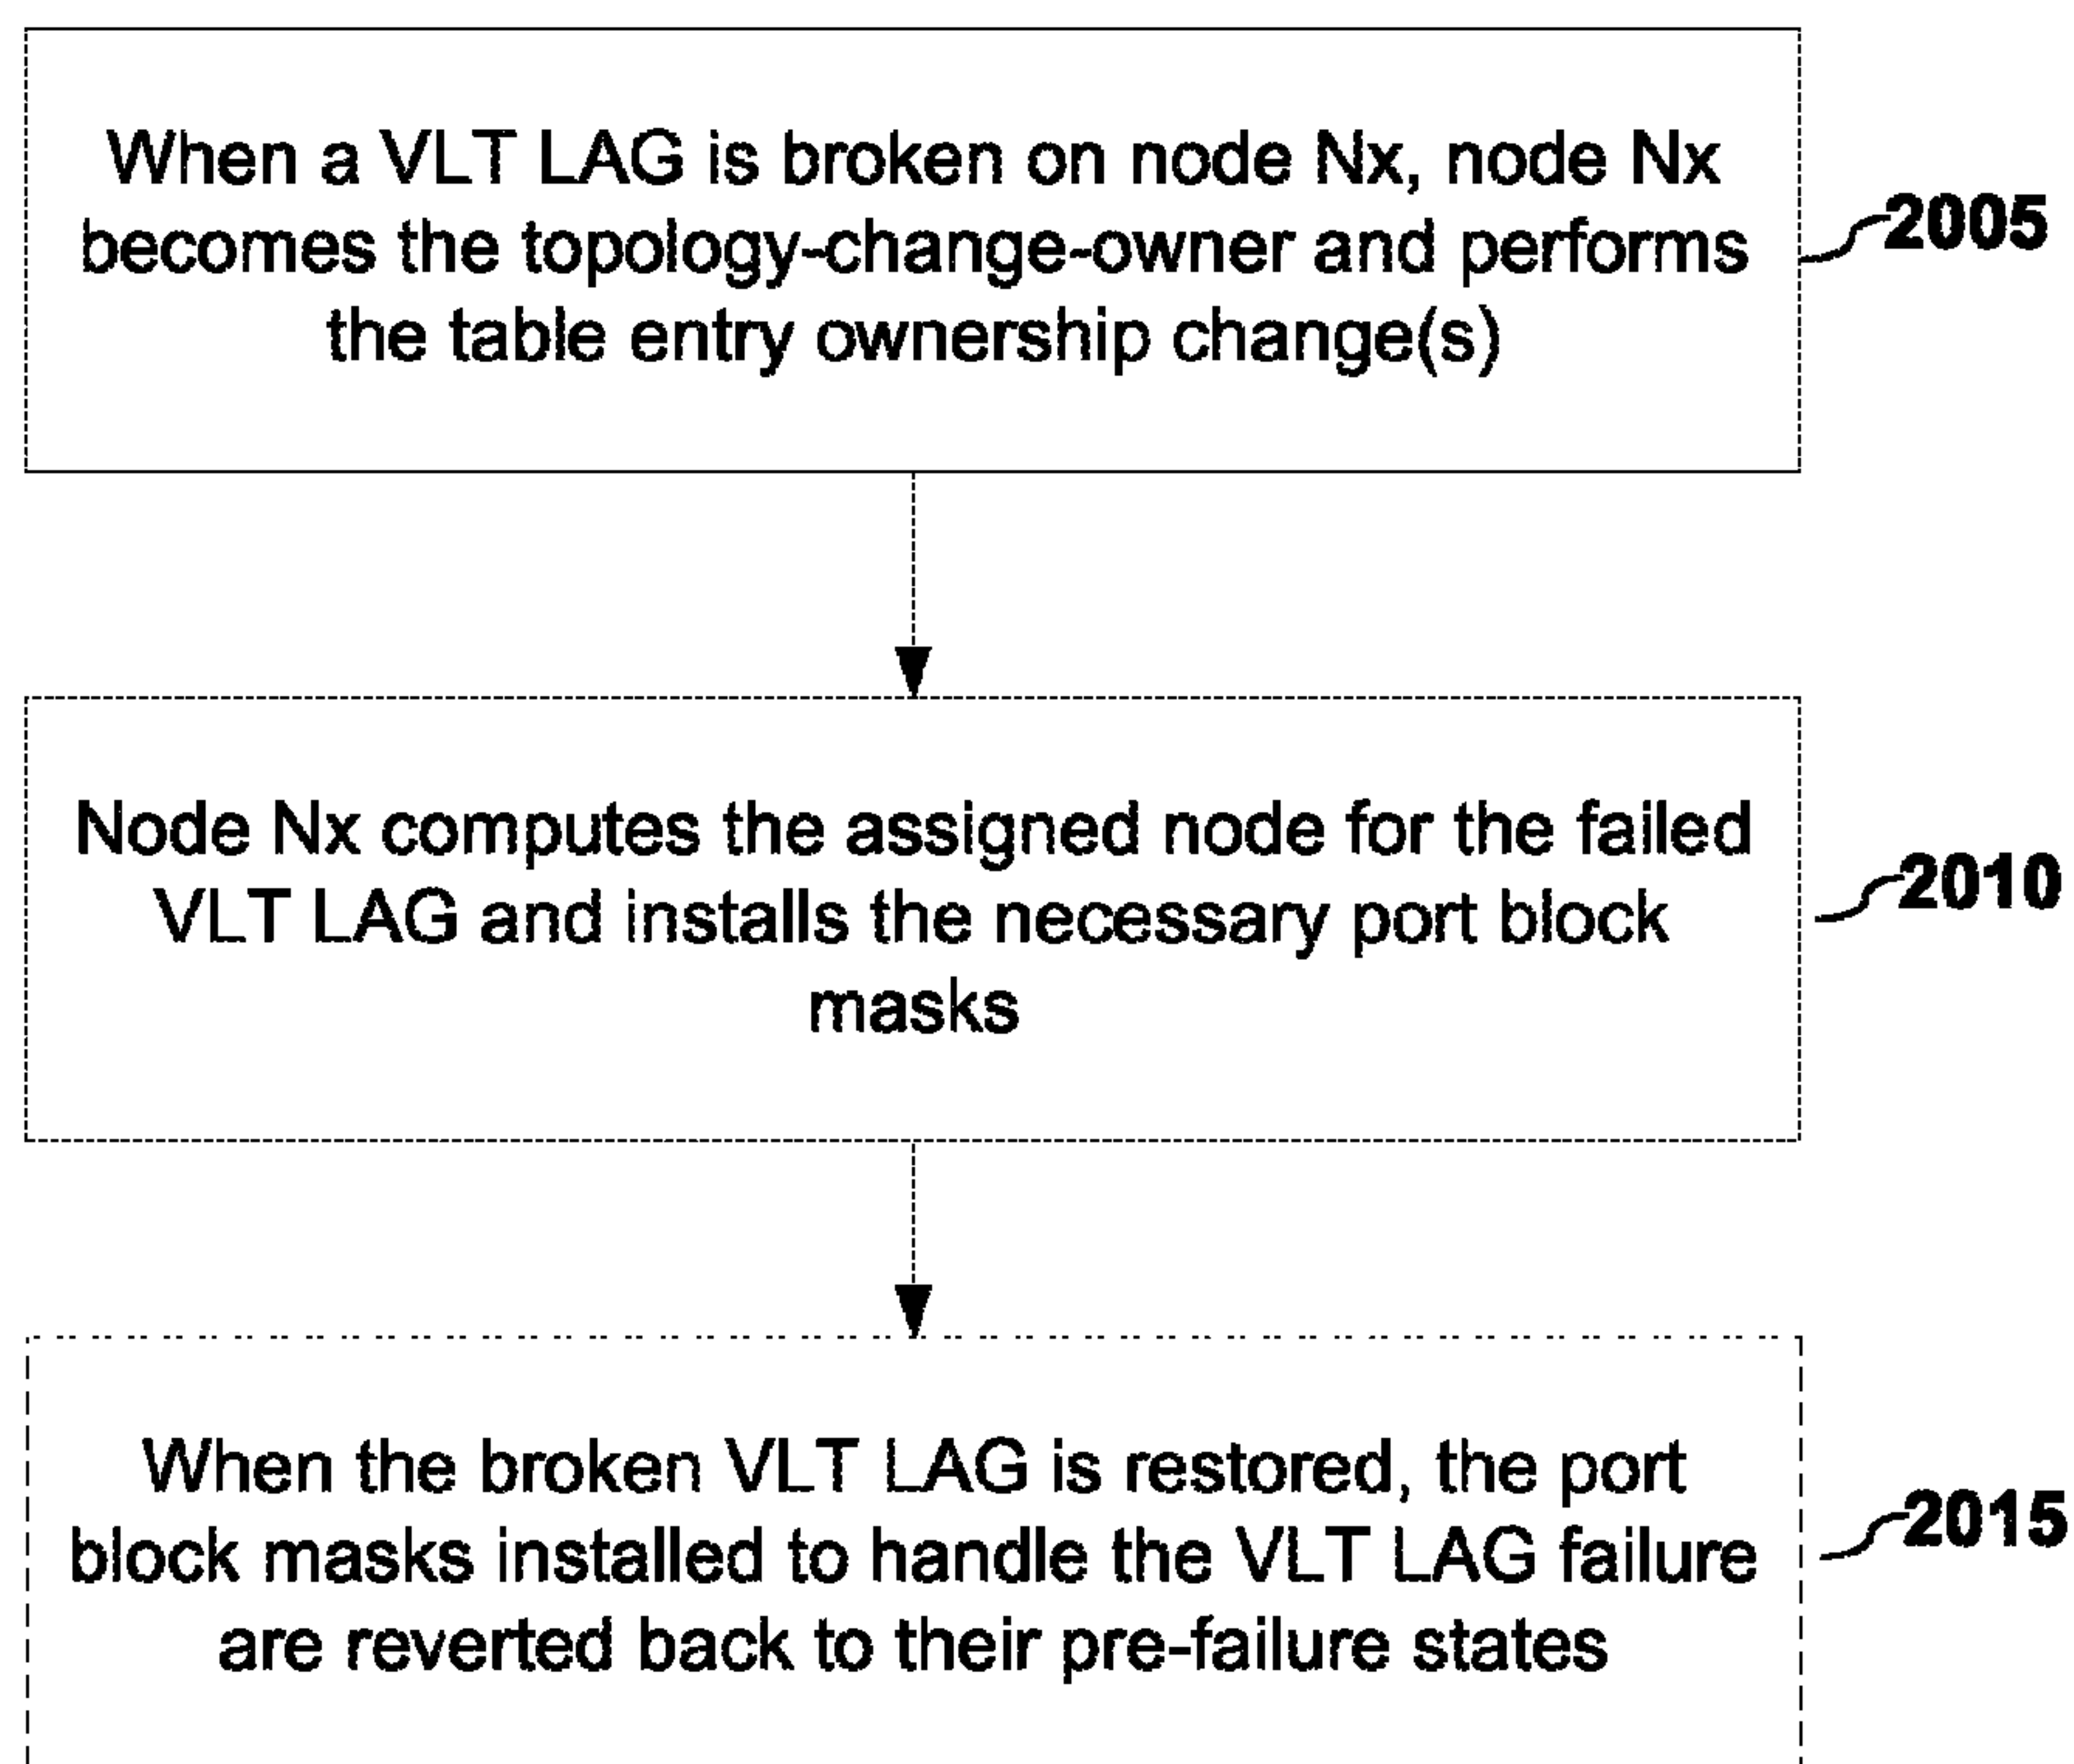 When a VLT LAG is broken on node Nx, node Nx
becomes the topology-change-owner and performs
the table entry ownership change(s)
2005
Node Nx computes the assigned node for the failed
VLT LAG and installs the necessary port block
masks
2010
When the broken VLT LAG is restored, the port
block masks installed to handle the VLT LAG failure
are reverted back to their pre-failure states
2015